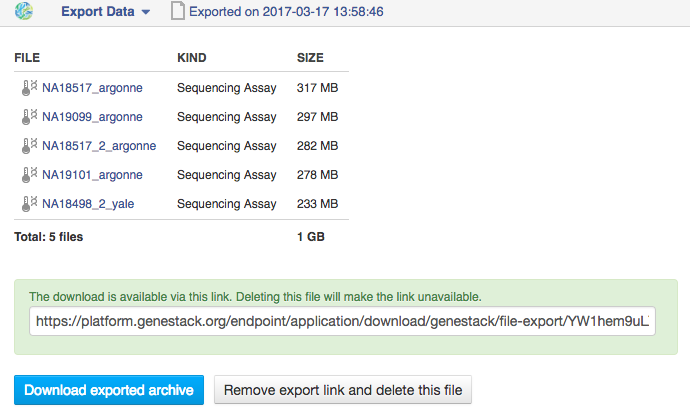 Export Data Exported on 2017-03-17 13:58:46
FILE KIND SIZE
NA18517_argonne Sequencing Assay 317 MB
NA19099_argonne Sequencing Assay 297 MB
NA18517_2_argonne Sequencing Assay 282 MB
NA19101_argonne Sequencing Assay 278 MB
NA18498_2_yale Sequencing Assay 233 MB
Total: 5 files 1 GB
The download is available via this link. Deleting this file will make the link unavailable.
https://platform.genestack.org/endpoint/application/download/genestack/file-export/YW1hem9uL
Download exported archive Remove export link and delete this file